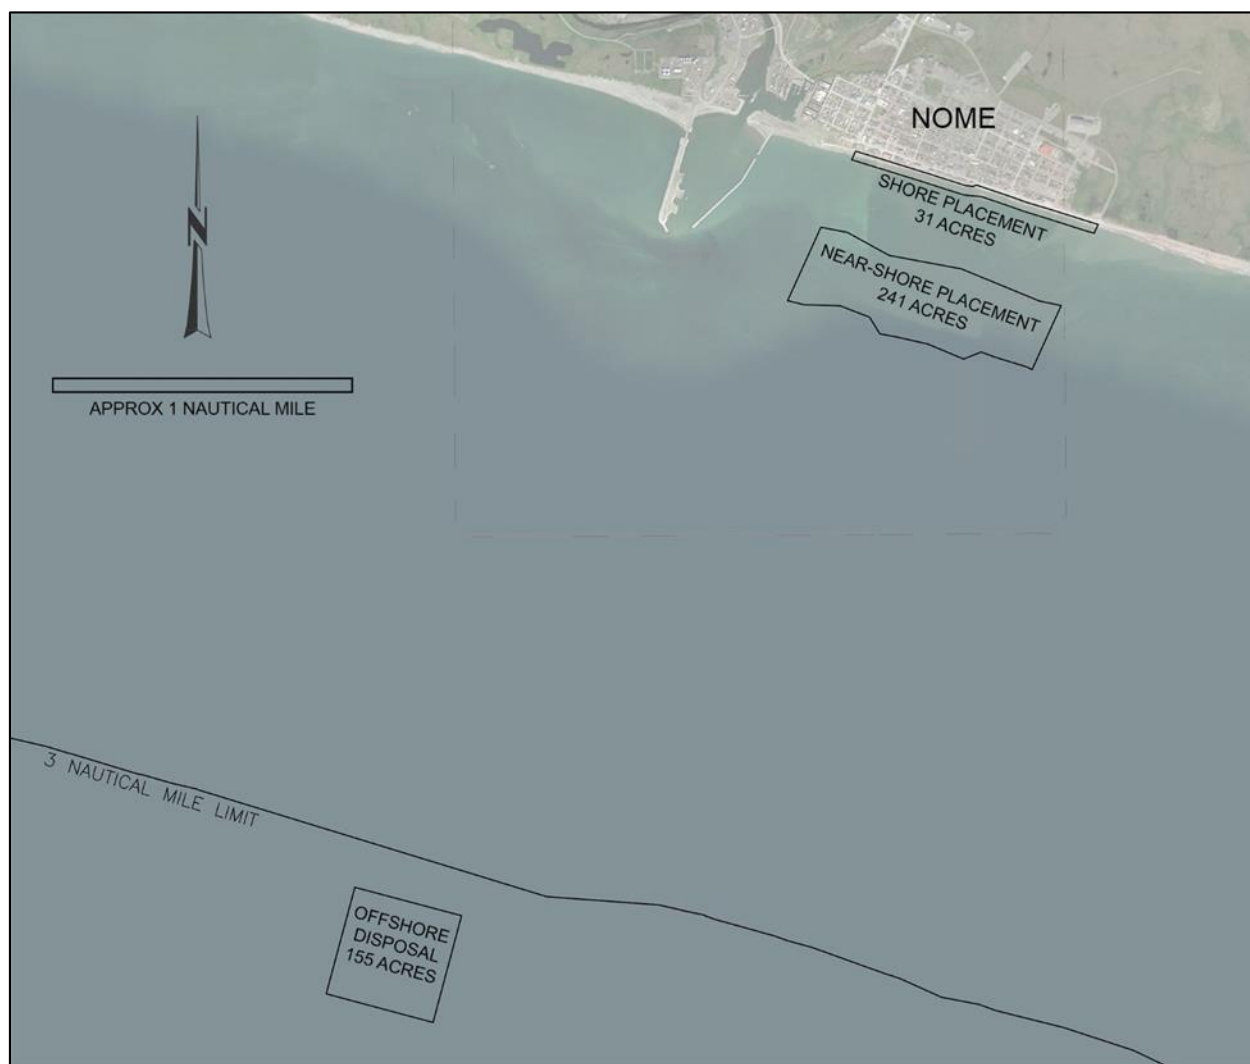 NOME
SHORE PLACEMENT
31 ACRES
N
NEAR-SHORE PLACEMENT
241 ACRES
APPROX 1 NAUTICAL MILE
3 NAUTICAL MILE LIMIT
OFFSHORE
DISPOSAL
155 ACRES